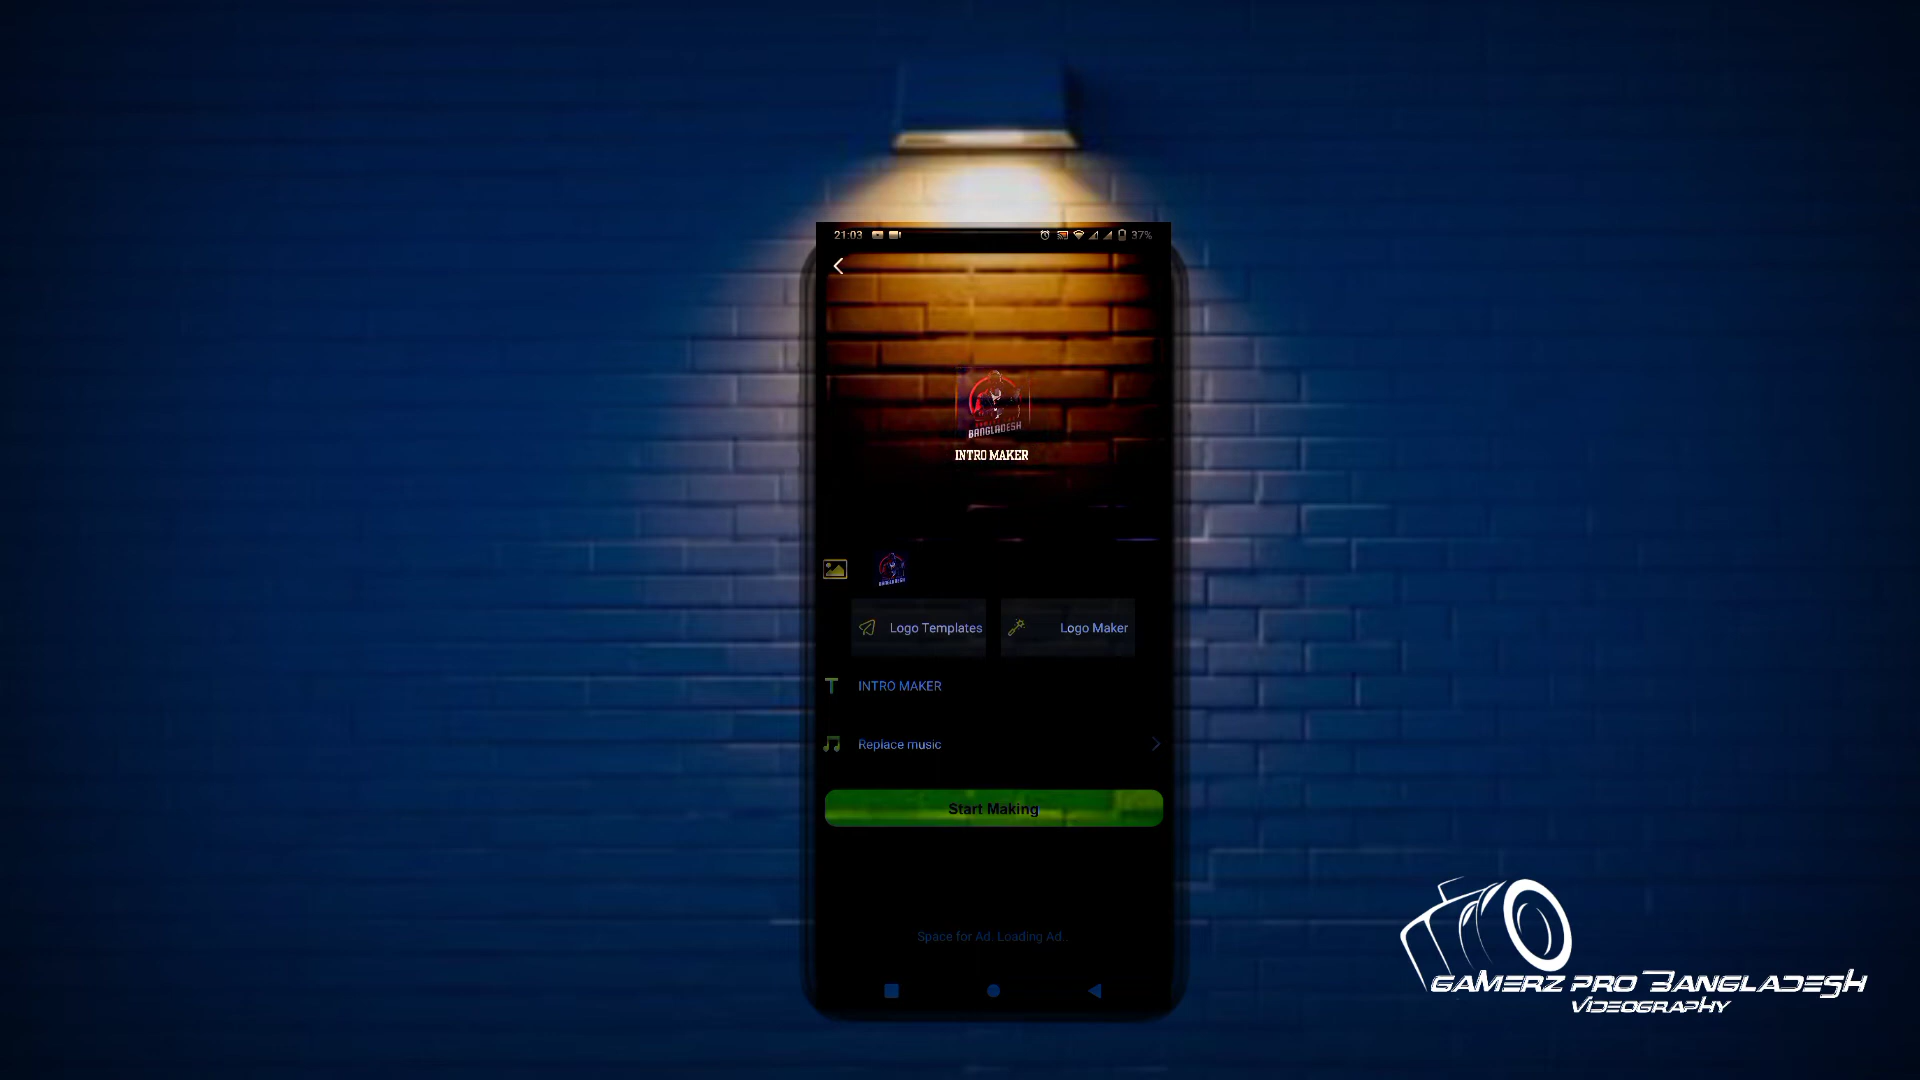 21:03
37%
BANGLADESH
INTRO MAKER
Logo Templates
Logo Maker
INTRO MAKER
Replace music
Start Making
Space for Ad. Loading Ad..
GAMERZ PRO BANGLADESH
VIDEOGRAPHY